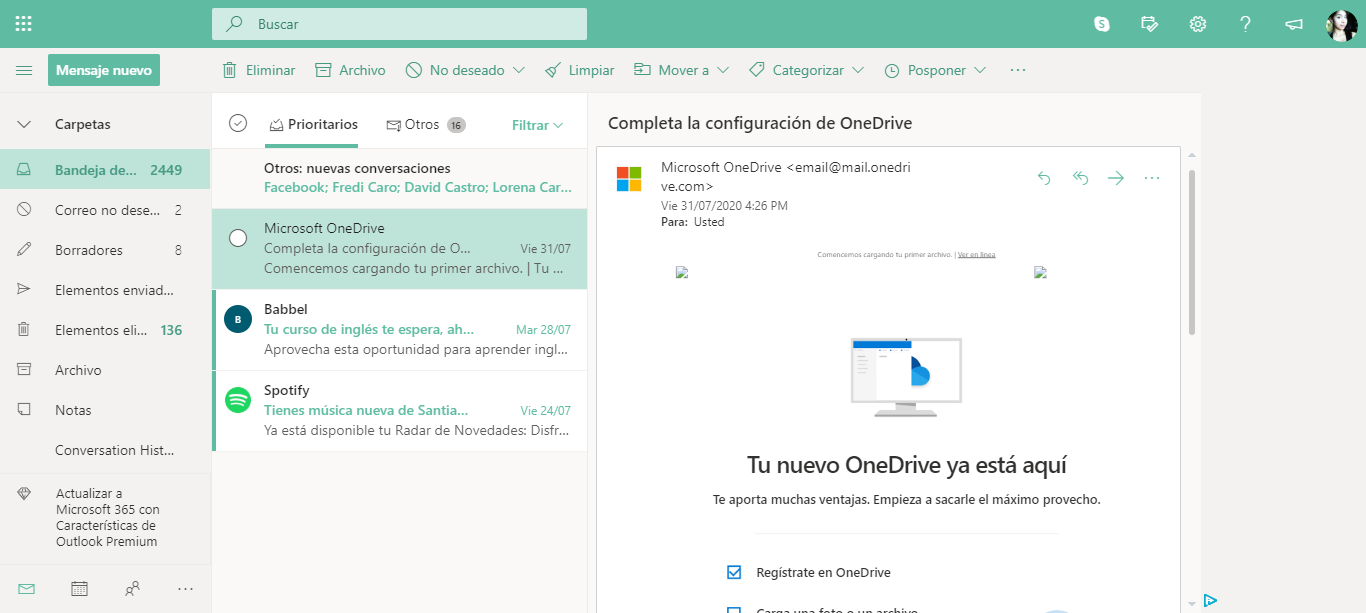 Buscar
Mensaje nuevo
Eliminar
Archivo
No deseado
Limpiar
Mover a
Categorizar
Posponer
Carpetas
Bandeja de... 2449
Correo no dese... 2
Borradores 8
Elementos enviad...
Elementos eli... 136
Archivo
Notas
Conversation Hist...
Actualizar a
Microsoft 365 con
Características de
Outlook Premium
Prioritarios
Otros 16
Filtrar
Otros: nuevas conversaciones
Facebook; Fredi Caro; David Castro; Lorena Car...
Microsoft OneDrive
Completa la configuración de O... Vie 31/07
Comencemos cargando tu primer archivo. | Tu ...
B
Babbel
Tu curso de inglés te espera, ah... Mar 28/07
Aprovecha esta oportunidad para aprender ingl...
Spotify
Tienes música nueva de Santia... Vie 24/07
Ya está disponible tu Radar de Novedades: Disfr...
Completa la configuración de OneDrive
Microsoft OneDrive <email@mail.onedri
ve.com>
Vie 31/07/2020 4:26 PM
Para: Usted
Comencemos cargando tu primer archivo. | Ver en línea
Tu nuevo OneDrive ya está aquí
Te aporta muchas ventajas. Empieza a sacarle el máximo provecho.
Regístrate en OneDrive
Carga una foto o un archivo